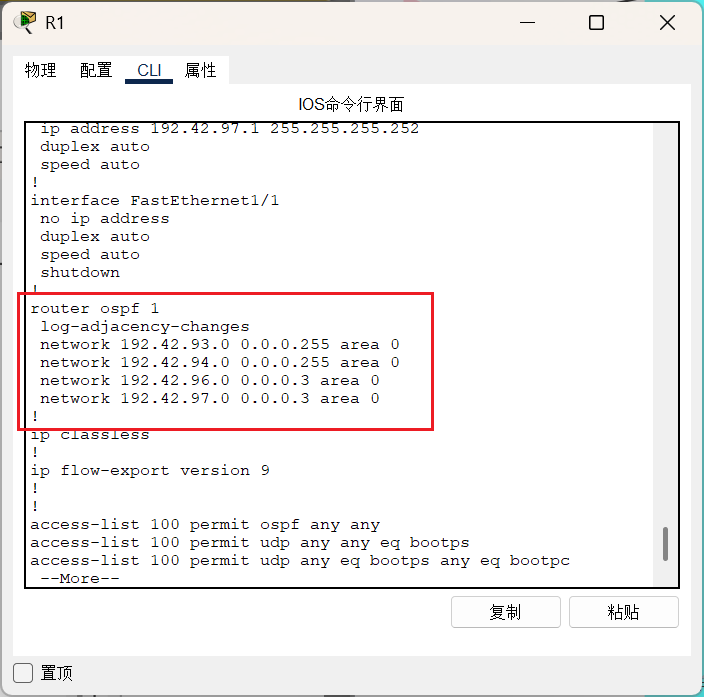 R1
物理 配置 CLI 属性
IOS命令行界面
ip address 192.42.97.1 255.255.255.252
duplex auto
speed auto
!
interface FastEthernet1/1
no ip address
duplex auto
speed auto
shutdown
!
router ospf 1
log-adjacency-changes
network 192.42.93.0 0.0.0.255 area 0
network 192.42.94.0 0.0.0.255 area 0
network 192.42.96.0 0.0.0.3 area 0
network 192.42.97.0 0.0.0.3 area 0
!
ip classless
!
ip flow-export version 9
!
!
access-list 100 permit ospf any any
access-list 100 permit udp any any eq bootps
access-list 100 permit udp any eq bootps any eq bootpc
--More--
复制 粘贴
置顶